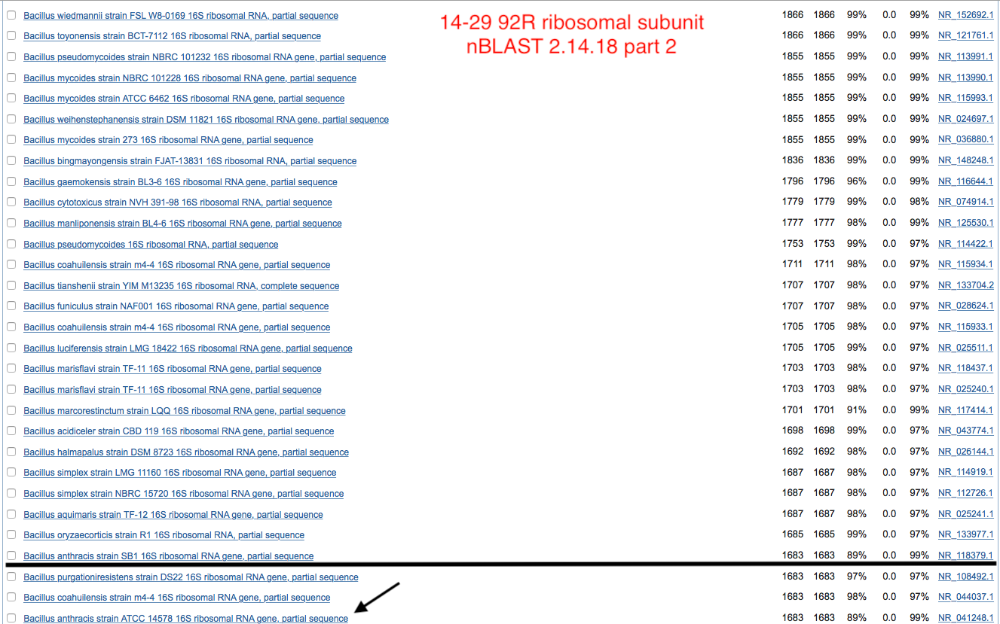 14-29 92R ribosomal subunit
nBLAST 2.14.18 part 2
Bacillus wiedmannii strain FSL W8-0169 16S ribosomal RNA, partial sequence 1866 1866 99% 0.0 99% NR_152692.1
Bacillus toyonensis strain BCT-7112 16S ribosomal RNA, partial sequence 1866 1866 99% 0.0 99% NR_121761.1
Bacillus pseudomycoides strain NBRC 101232 16S ribosomal RNA gene, partial sequence 1855 1855 99% 0.0 99% NR_113991.1
Bacillus mycoides strain NBRC 101228 16S ribosomal RNA gene, partial sequence 1855 1855 99% 0.0 99% NR_113990.1
Bacillus mycoides strain ATCC 6462 16S ribosomal RNA gene, partial sequence 1855 1855 99% 0.0 99% NR_115993.1
Bacillus weihenstephanensis strain DSM 11821 16S ribosomal RNA gene, partial sequence 1855 1855 99% 0.0 99% NR_024697.1
Bacillus mycoides strain 273 16S ribosomal RNA gene, partial sequence 1855 1855 99% 0.0 99% NR_036880.1
Bacillus bingmayongensis strain FJAT-13831 16S ribosomal RNA, partial sequence 1836 1836 99% 0.0 99% NR_148248.1
Bacillus gaemokensis strain BL3-6 16S ribosomal RNA gene, partial sequence 1796 1796 96% 0.0 99% NR_116644.1
Bacillus cytotoxicus strain NVH 391-98 16S ribosomal RNA, partial sequence 1779 1779 99% 0.0 98% NR_074914.1
Bacillus manliponensis strain BL4-6 16S ribosomal RNA gene, partial sequence 1777 1777 98% 0.0 99% NR_125530.1
Bacillus pseudomycoides 16S ribosomal RNA, partial sequence 1753 1753 99% 0.0 97% NR_114422.1
Bacillus coahuilensis strain m4-4 16S ribosomal RNA gene, partial sequence 1711 1711 98% 0.0 97% NR_115934.1
Bacillus tianshenii strain YIM M13235 16S ribosomal RNA, complete sequence 1707 1707 98% 0.0 97% NR_133704.2
Bacillus funiculus strain NAF001 16S ribosomal RNA gene, partial sequence 1707 1707 98% 0.0 97% NR_028624.1
Bacillus coahuilensis strain m4-4 16S ribosomal RNA gene, partial sequence 1705 1705 98% 0.0 97% NR_115933.1
Bacillus luciferensis strain LMG 18422 16S ribosomal RNA gene, partial sequence 1705 1705 99% 0.0 97% NR_025511.1
Bacillus marisflavi strain TF-11 16S ribosomal RNA gene, partial sequence 1703 1703 98% 0.0 97% NR_118437.1
Bacillus marisflavi strain TF-11 16S ribosomal RNA gene, partial sequence 1703 1703 98% 0.0 97% NR_025240.1
Bacillus marcorestinctum strain LQQ 16S ribosomal RNA gene, partial sequence 1701 1701 91% 0.0 99% NR_117414.1
Bacillus acidiceler strain CBD 119 16S ribosomal RNA gene, partial sequence 1698 1698 99% 0.0 97% NR_043774.1
Bacillus halmapalus strain DSM 8723 16S ribosomal RNA gene, partial sequence 1692 1692 98% 0.0 97% NR_026144.1
Bacillus simplex strain LMG 11160 16S ribosomal RNA gene, partial sequence 1687 1687 98% 0.0 97% NR_114919.1
Bacillus simplex strain NBRC 15720 16S ribosomal RNA gene, partial sequence 1687 1687 98% 0.0 97% NR_112726.1
Bacillus aquimaris strain TF-12 16S ribosomal RNA gene, partial sequence 1687 1687 98% 0.0 97% NR_025241.1
Bacillus oryzaecorticis strain R1 16S ribosomal RNA, partial sequence 1685 1685 99% 0.0 97% NR_133977.1
Bacillus anthracis strain SB1 16S ribosomal RNA gene, partial sequence 1683 1683 89% 0.0 99% NR_118379.1
Bacillus purgationiresistens strain DS22 16S ribosomal RNA gene, partial sequence 1683 1683 97% 0.0 97% NR_108492.1
Bacillus coahuilensis strain m4-4 16S ribosomal RNA gene, partial sequence 1683 1683 98% 0.0 97% NR_044037.1
Bacillus anthracis strain ATCC 14578 16S ribosomal RNA gene, partial sequence 1683 1683 89% 0.0 99% NR_041248.1